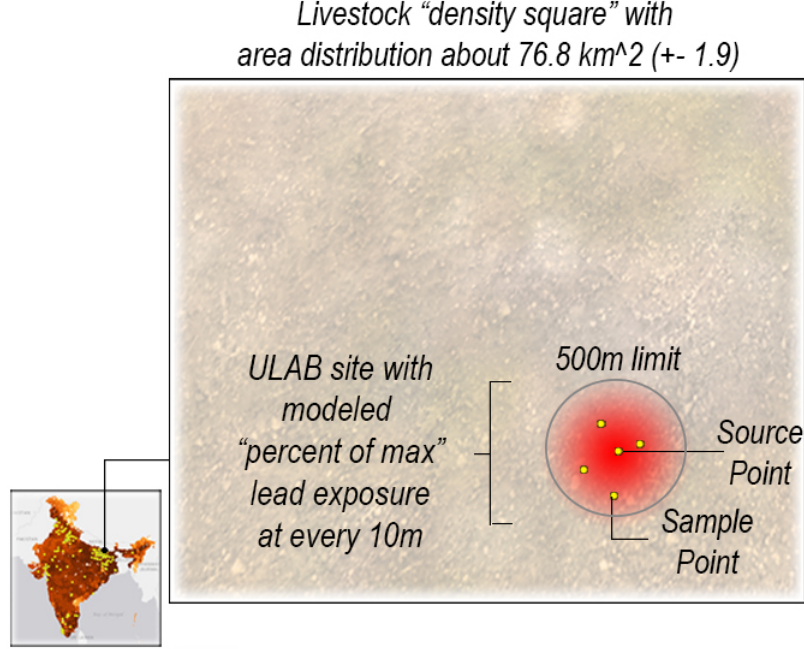 Livestock “density square” with
area distribution about 76.8 km^2 (+- 1.9)
ULAB site with
modeled
“percent of max”
lead exposure
at every 10m
500m limit
Source
Point
Sample
Point